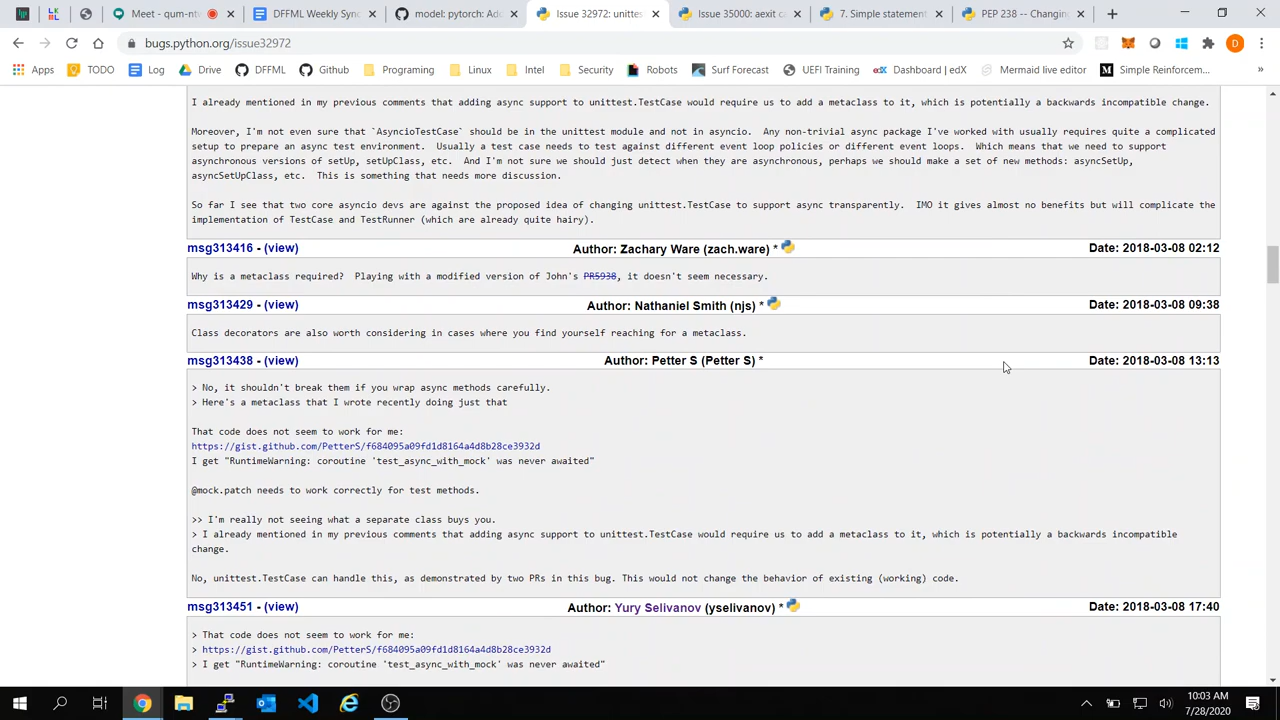 Meet - qum-ntv
DFFML Weekly Sync
model: pytorch: Add
Issue 32972: unittes
Issue 35000: aexit ca
7. Simple statement
PEP 238 -- Changing
bugs.python.org/issue32972
Apps
TODO
Log
Drive
DFFML
Github
Programing
Linux
Intel
Security
Robots
Surf Forecast
UEFI Training
Dashboard | edX
Mermaid live editor
Simple Reinforcem...
»
I already mentioned in my previous comments that adding async support to unittest.TestCase would require us to add a metaclass to it, which is potentially a backwards incompatible change.
Moreover, I'm not even sure that `AsyncioTestCase` should be in the unittest module and not in asyncio.  Any non-trivial async package I've worked with usually requires quite a complicated
setup to prepare an async test environment.  Usually a test case needs to test against different event loop policies or different event loops.  Which means that we need to support
asynchronous versions of setUp, setUpClass, etc.  And I'm not sure we should just detect when they are asynchronous, perhaps we should make a set of new methods: asyncSetUp,
asyncSetUpClass, etc.  This is something that needs more discussion.
So far I see that two core asyncio devs are against the proposed idea of changing unittest.TestCase to support async transparently.  IMO it gives almost no benefits but will complicate the
implementation of TestCase and TestRunner (which are already quite hairy).
msg313416 - (view) Author: Zachary Ware (zach.ware) * Date: 2018-03-08 02:12
Why is a metaclass required?  Playing with a modified version of John's PR5938, it doesn't seem necessary.
msg313429 - (view) Author: Nathaniel Smith (njs) * Date: 2018-03-08 09:38
Class decorators are also worth considering in cases where you find yourself reaching for a metaclass.
msg313438 - (view) Author: Petter S (Petter S) * Date: 2018-03-08 13:13
> No, it shouldn't break them if you wrap async methods carefully.
> Here's a metaclass that I wrote recently doing just that
That code does not seem to work for me:
https://gist.github.com/PetterS/f684095a09fd1d8164a4d8b28ce3932d
I get "RuntimeWarning: coroutine 'test_async_with_mock' was never awaited"
@mock.patch needs to work correctly for test methods.
>> I'm really not seeing what a separate class buys you.
> I already mentioned in my previous comments that adding async support to unittest.TestCase would require us to add a metaclass to it, which is potentially a backwards incompatible
change.
No, unittest.TestCase can handle this, as demonstrated by two PRs in this bug. This would not change the behavior of existing (working) code.
msg313451 - (view) Author: Yury Selivanov (yselivanov) * Date: 2018-03-08 17:40
> That code does not seem to work for me:
> https://gist.github.com/PetterS/f684095a09fd1d8164a4d8b28ce3932d
> I get "RuntimeWarning: coroutine 'test_async_with_mock' was never awaited"
10:03 AM
7/28/2020